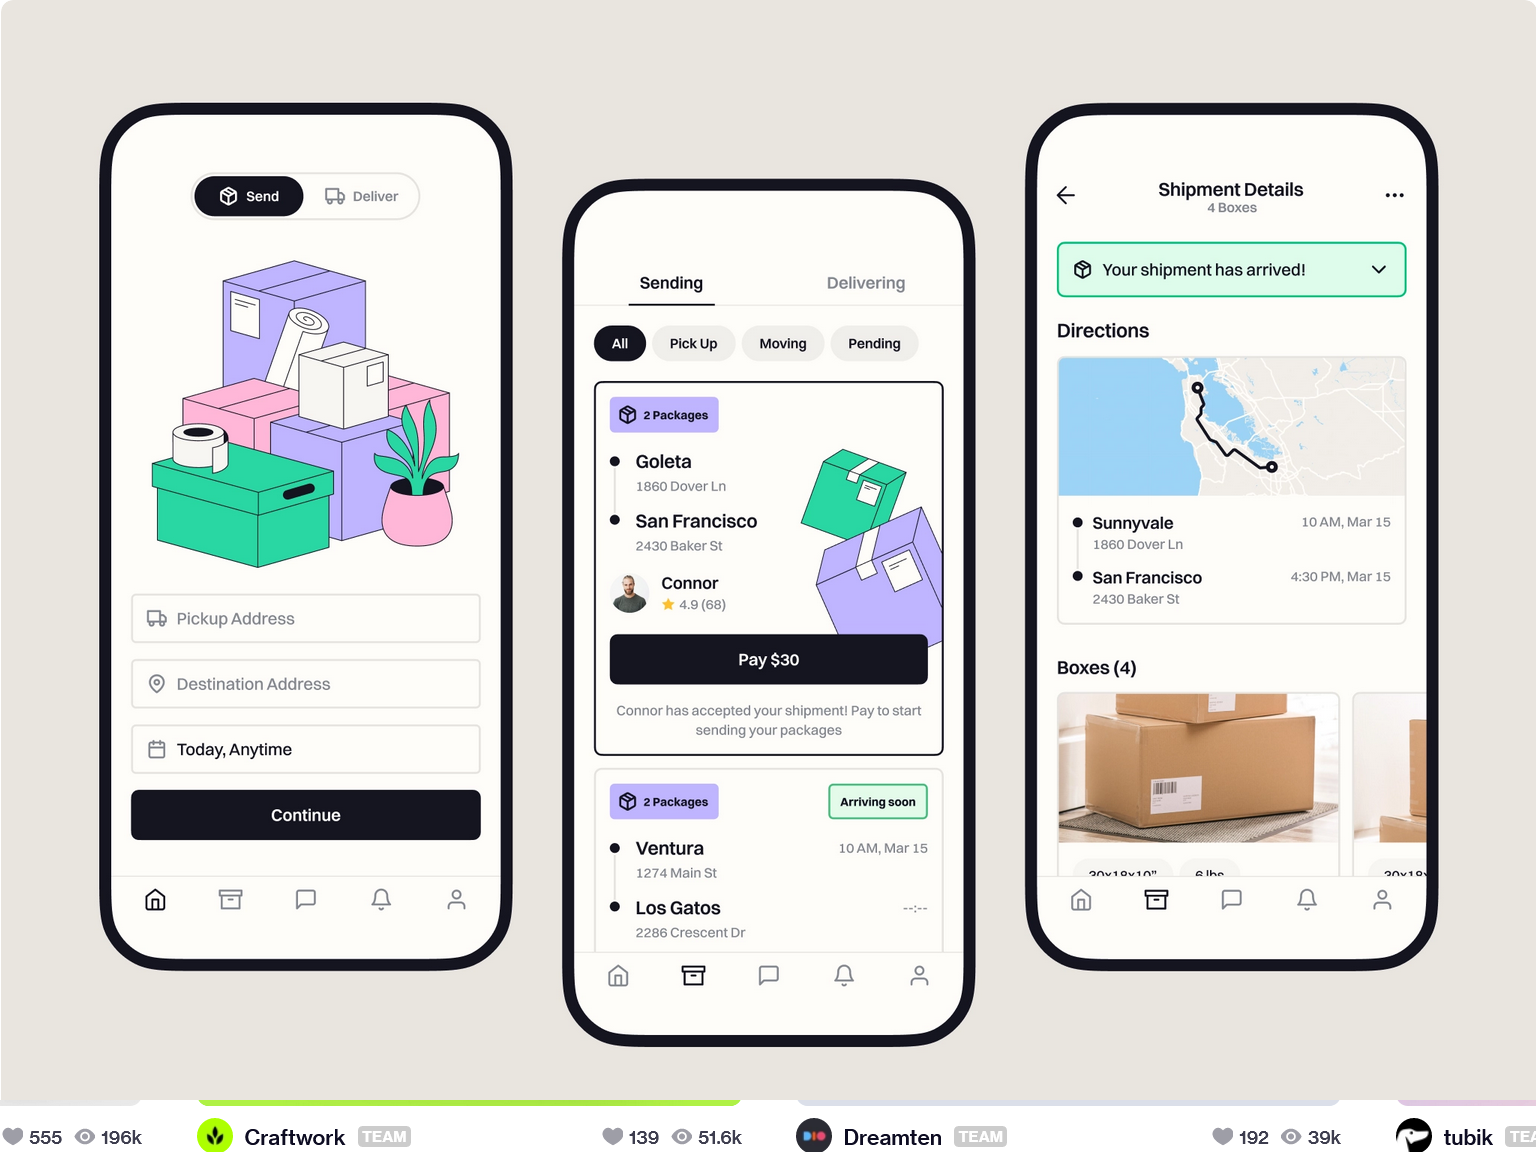 Send
Deliver
Pickup Address
Destination Address
Today, Anytime
Continue
Sending
Delivering
All
Pick Up
Moving
Pending
2 Packages
Goleta
1860 Dover Ln
San Francisco
2430 Baker St
Connor
4.9 (68)
Pay $30
Connor has accepted your shipment! Pay to start
sending your packages
2 Packages
Arriving soon
Ventura
10 AM, Mar 15
1274 Main St
Los Gatos
--:--
2286 Crescent Dr
Shipment Details
4 Boxes
Your shipment has arrived!
Directions
Sunnyvale
10 AM, Mar 15
1860 Dover Ln
San Francisco
4:30 PM, Mar 15
2430 Baker St
Boxes (4)
30x18x10”
6 lbs
555
196k
Craftwork
TEAM
139
51.6k
Dreamten
TEAM
192
39k
tubik